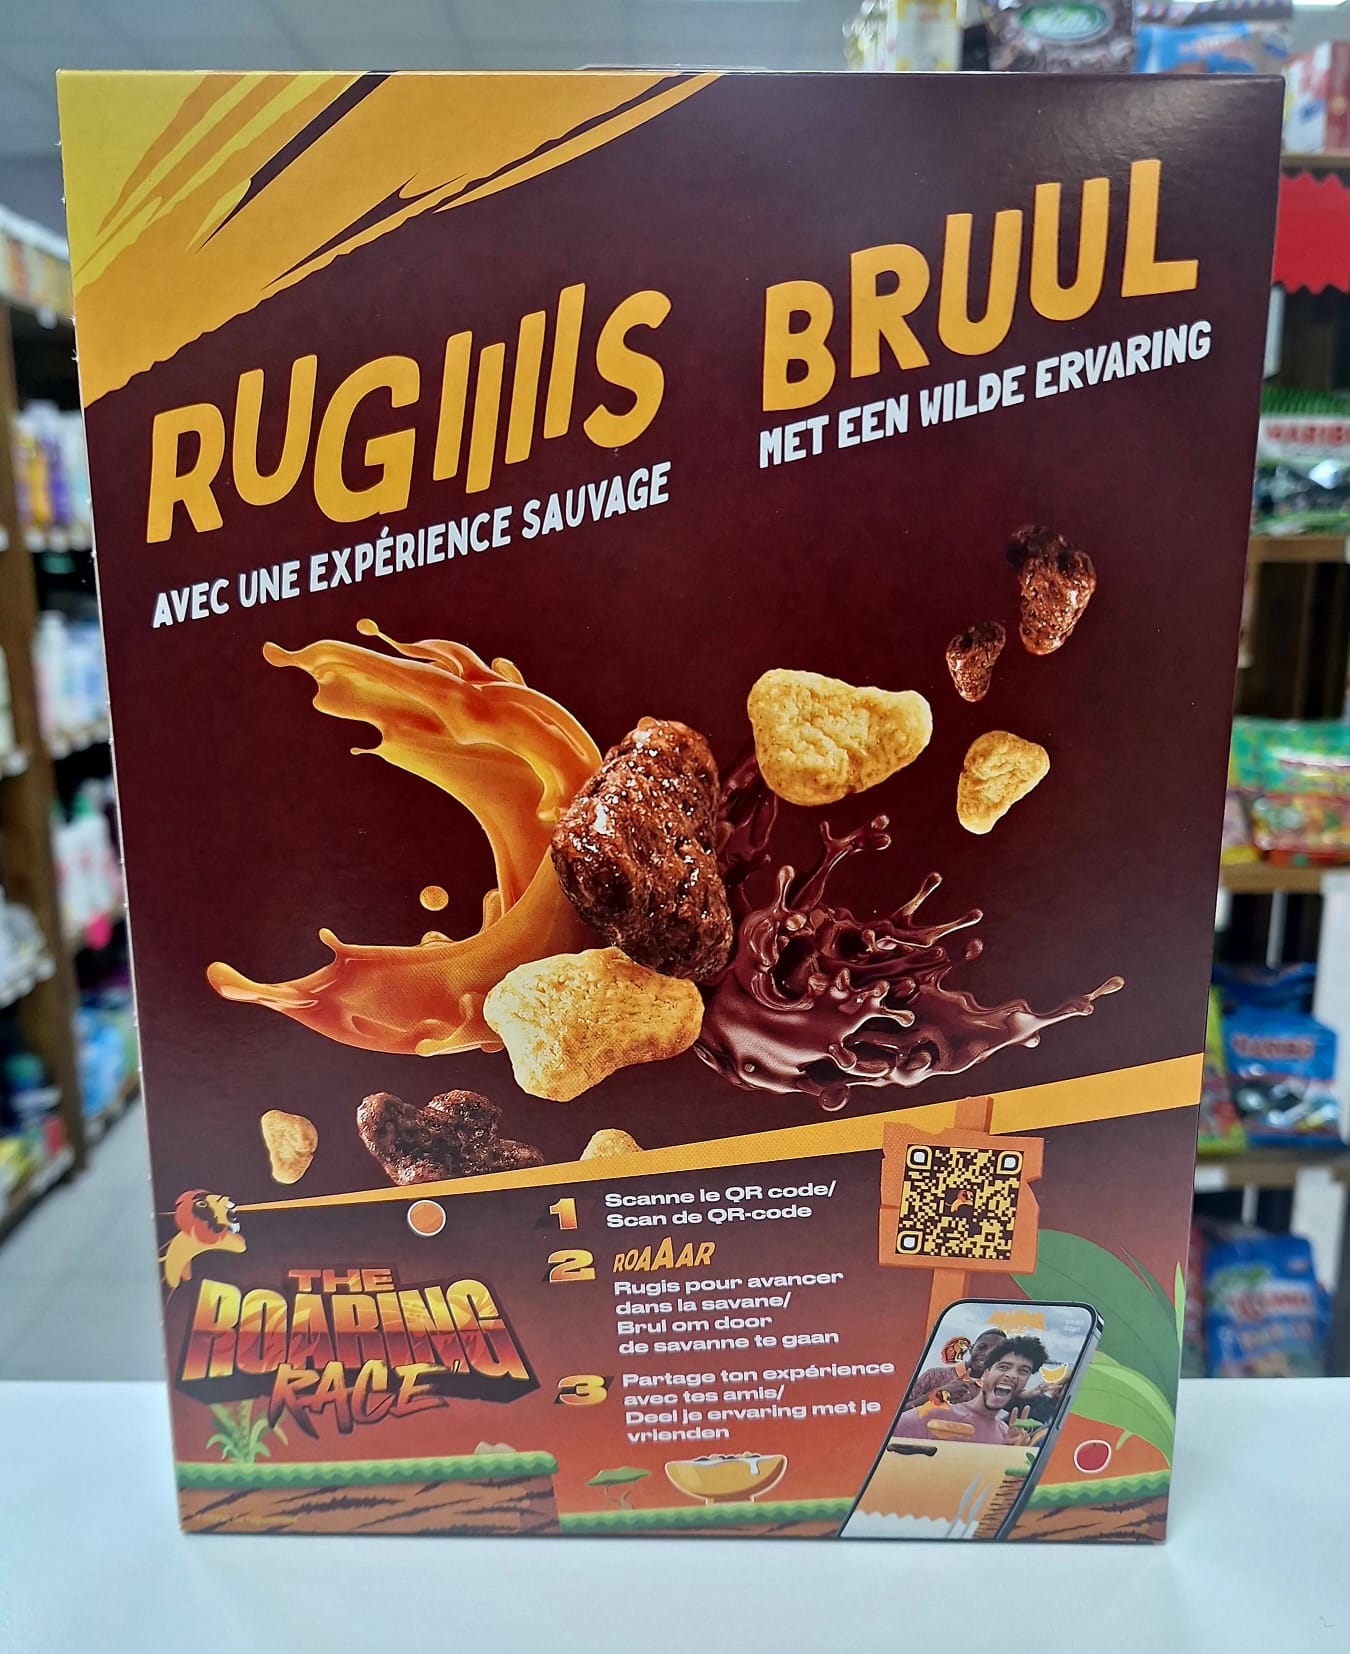 RUGIIIIS
AVEC UNE EXPÉRIENCE SAUVAGE
BRUUL
MET EEN WILDE ERVARING
THE
ROARING
RACE
1 Scanne le QR code/
Scan de QR-code
2 ROAAAR
Rugis pour avancer
dans la savane/
Brul om door
de savanne te gaan
3 Partage ton expérience
avec tes amis/
Deel je ervaring met je
vrienden
HARIBO